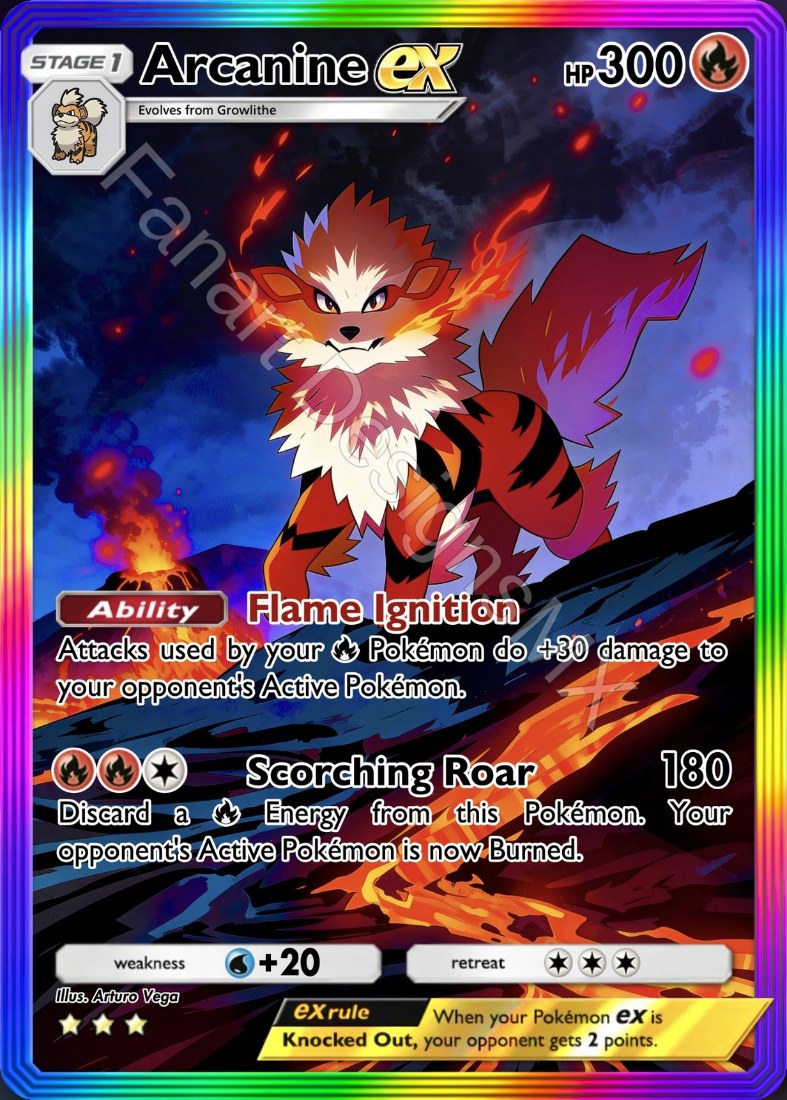 STAGE 1 Arcanine ex HP300
Evolves from Growlithe
Fanart DesignsMX
Ability Flame Ignition
Attacks used by your Pokémon do +30 damage to
your opponent's Active Pokémon.
Scorching Roar 180
Discard a Energy from this Pokémon. Your
opponent's Active Pokémon is now Burned.
weakness +20 retreat
Illus. Arturo Vega
ex rule When your Pokémon ex is
Knocked Out, your opponent gets 2 points.